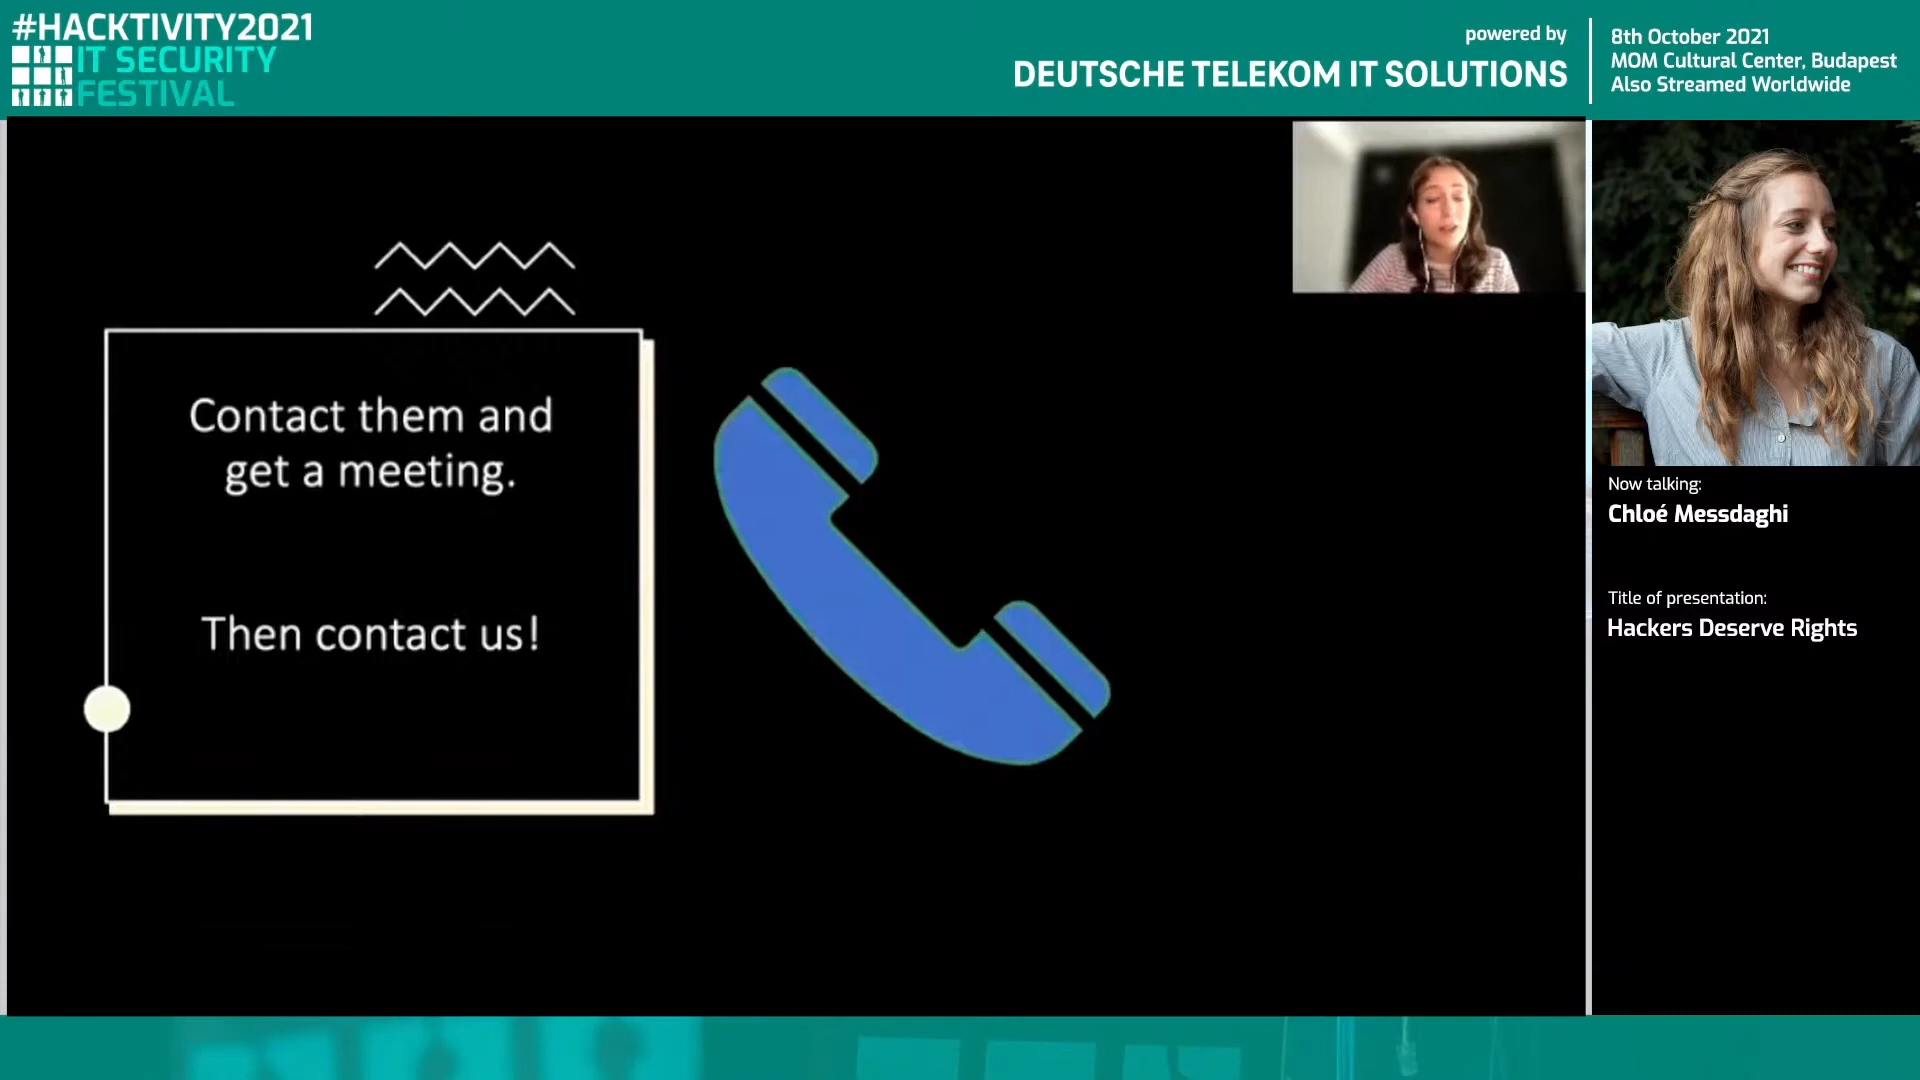 #HACKTIVITY2021
IT SECURITY
FESTIVAL
powered by
DEUTSCHE TELEKOM IT SOLUTIONS
8th October 2021
MOM Cultural Center, Budapest
Also Streamed Worldwide
Contact them and
get a meeting.
Then contact us!
Now talking:
Chloé Messdaghi
Title of presentation:
Hackers Deserve Rights